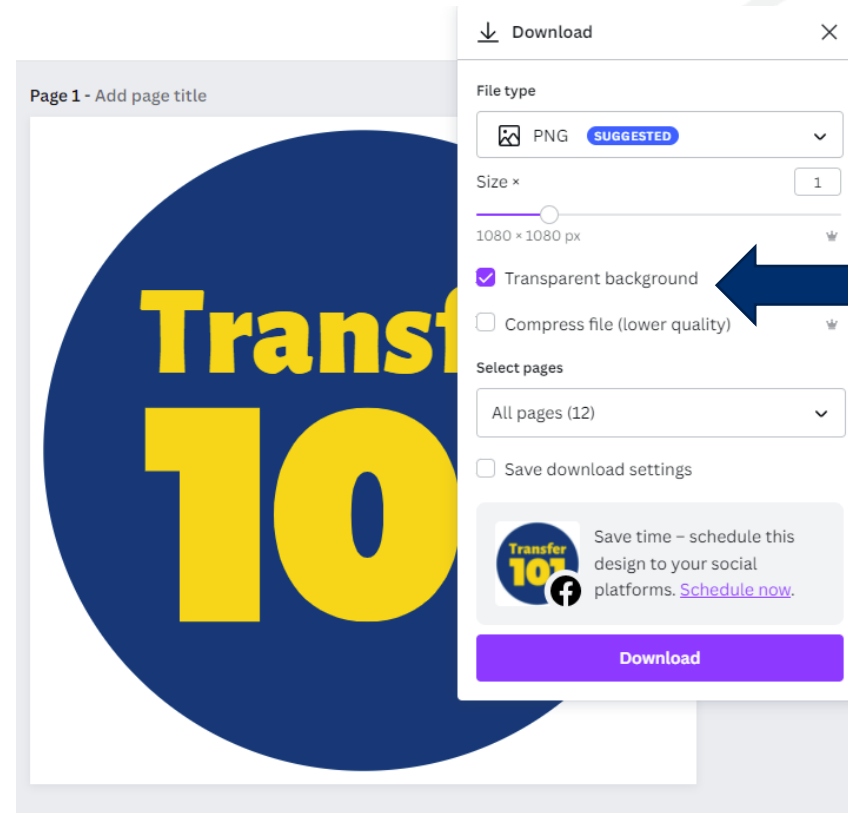 Download
Page 1 - Add page title
File type
PNG SUGGESTED
Size ×
1
1080 × 1080 px
Transparent background
Compress file (lower quality)
Select pages
All pages (12)
Save download settings
Transf
10
Transfer
101
Save time – schedule this
design to your social
platforms. Schedule now.
Download